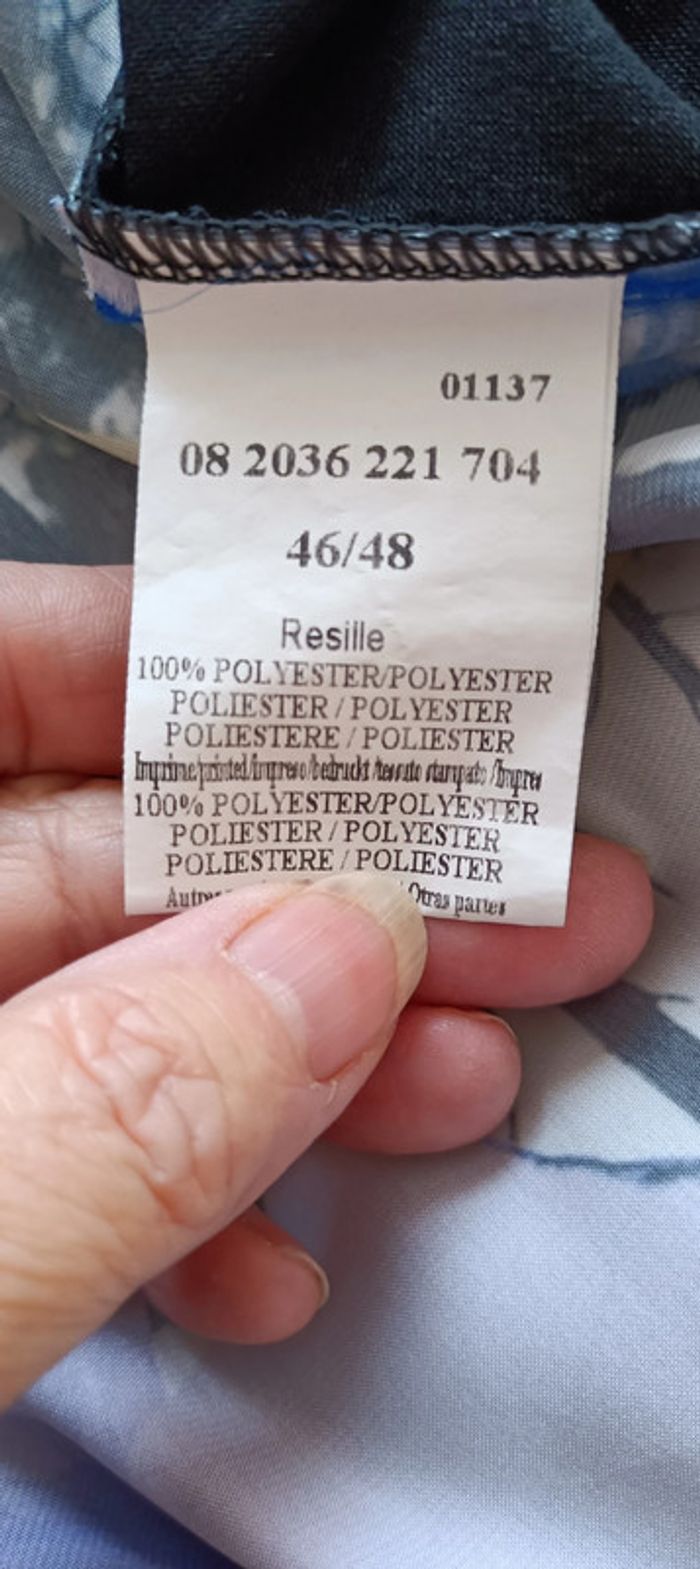 01137
08 2036 221 704
46/48
Resille
100% POLYESTER/POLYESTER
POLIESTER / POLYESTER
POLIESTERE / POLIESTER
Imprime/printed/impreso/bedruckt/tessuto stampato/Impres
100% POLYESTER/POLYESTER
POLIESTER / POLYESTER
POLIESTERE / POLIESTER
/ Otras partes